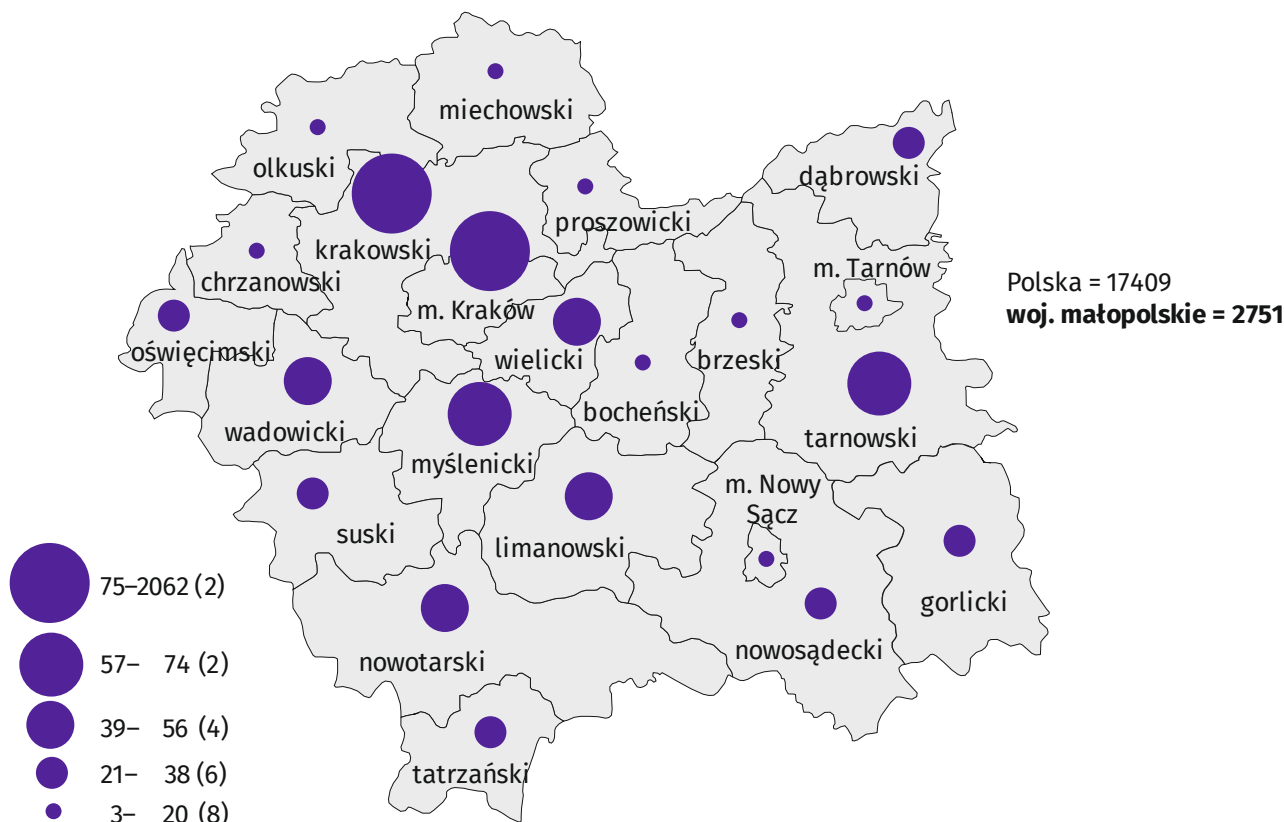 miechowski
olkuski
dąbrowski
krakowski
proszowicki
chrzanowski
m. Tarnów
m. Kraków
oświęcimski
wielicki
brzeski
bocheński
wadowicki
tarnowski
myślenicki
m. Nowy
Sącz
suski
limanowski
gorlicki
nowotarski
nowosądecki
tatrzański
Polska = 17409
woj. małopolskie = 2751
75–2062 (2)
57– 74 (2)
39– 56 (4)
21– 38 (6)
3– 20 (8)